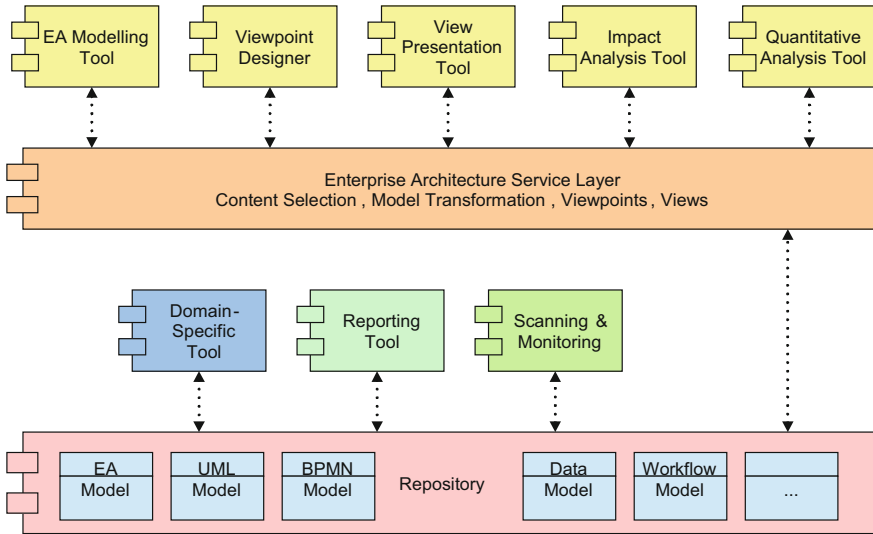 EA Modelling
Tool
Viewpoint
Designer
View
Presentation
Tool
Impact
Analysis Tool
Quantitative
Analysis Tool
Enterprise Architecture Service Layer
Content Selection , Model Transformation , Viewpoints , Views
Domain-
Specific
Tool
Reporting
Tool
Scanning &
Monitoring
EA
Model
UML
Model
BPMN
Model
Repository
Data
Model
Workflow
Model
...